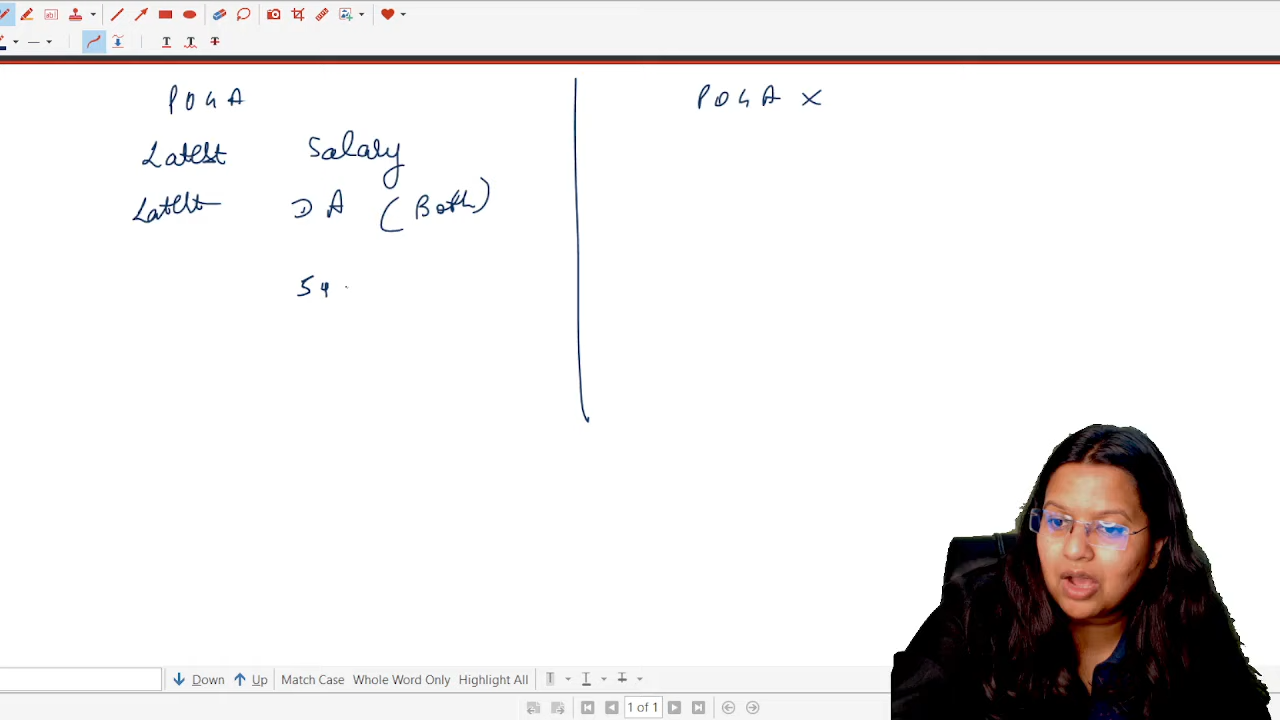 POGA
POGA X
Latest Salary
Latest DA (Both)
54
Down Up Match Case Whole Word Only Highlight All
1 of 1